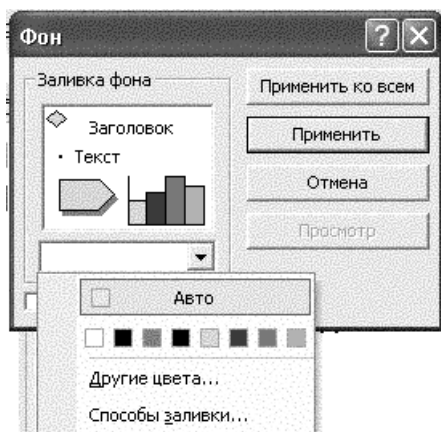 Фон
Заливка фона
Заголовок
• Текст
Применить ко всем
Применить
Отмена
Просмотр
Авто
Другие цвета...
Способы заливки...